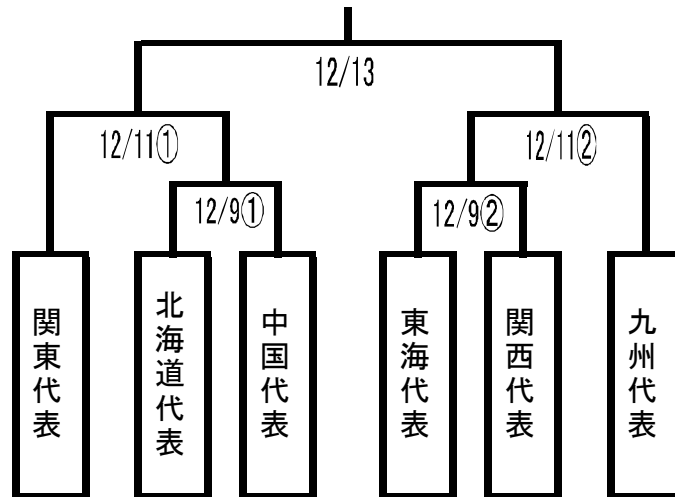 12/13
12/11①
12/11②
12/9①
12/9②
関東代表
北海道代表
中国代表
東海代表
関西代表
九州代表